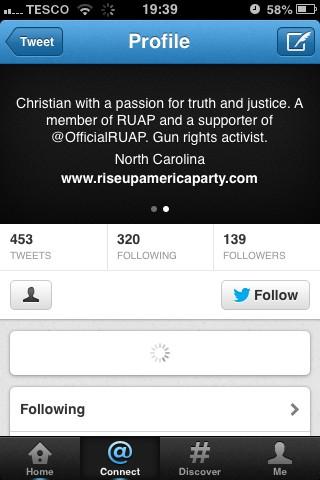 TESCO 19:39 58%
Tweet Profile
Christian with a passion for truth and justice. A
member of RUAP and a supporter of
@OfficialRUAP. Gun rights activist.
North Carolina
www.riseupamericaparty.com
453 320 139
TWEETS FOLLOWING FOLLOWERS
Follow
Following
@ #
Home Connect Discover Me